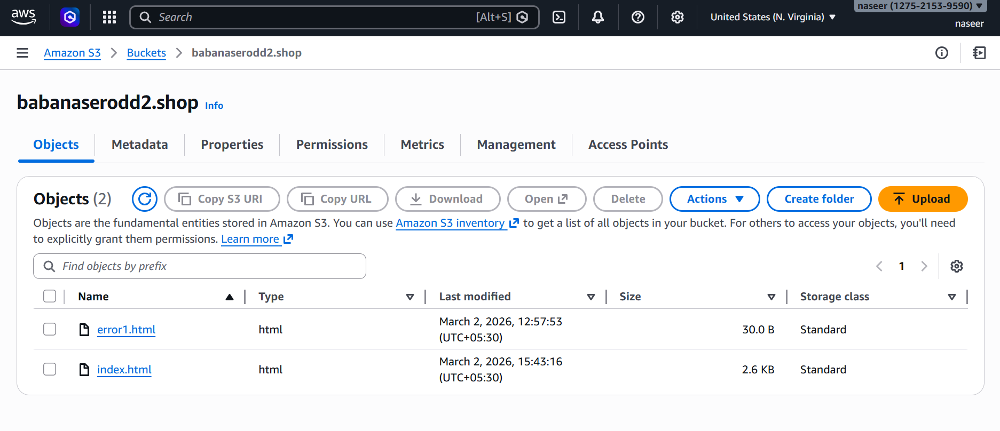 aws
Search
[Alt+S]
United States (N. Virginia)
naseer (1275-2153-9590)
naseer
Amazon S3
Buckets
babanaserodd2.shop
babanaserodd2.shop
Info
Objects
Metadata
Properties
Permissions
Metrics
Management
Access Points
Objects (2)
Copy S3 URI
Copy URL
Download
Open
Delete
Actions
Create folder
Upload
Objects are the fundamental entities stored in Amazon S3. You can use Amazon S3 inventory to get a list of all objects in your bucket. For others to access your objects, you'll need
to explicitly grant them permissions. Learn more
Find objects by prefix
1
Name
Type
Last modified
Size
Storage class
error1.html
html
March 2, 2026, 12:57:53
(UTC+05:30)
30.0 B
Standard
index.html
html
March 2, 2026, 15:43:16
(UTC+05:30)
2.6 KB
Standard